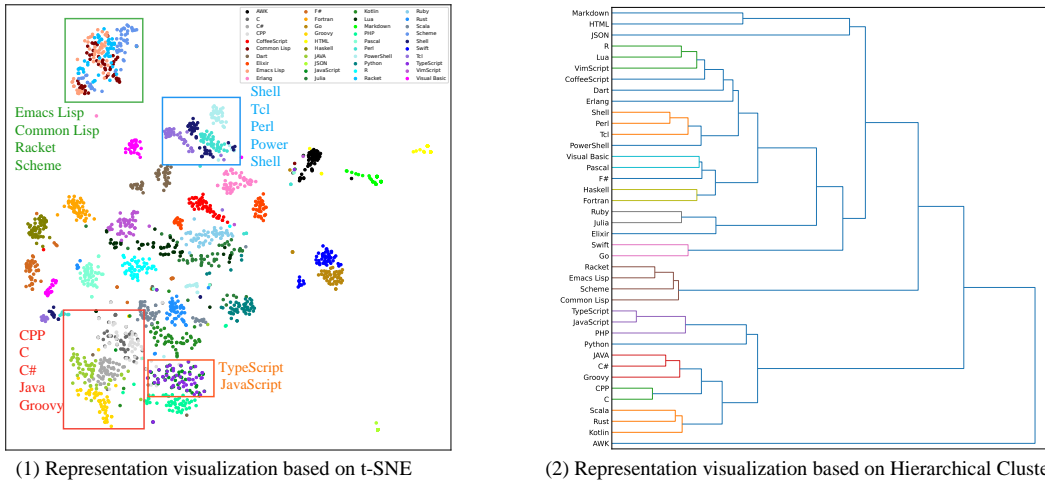 AWK
C
C#
CPP
CoffeeScript
Common Lisp
Dart
Elixir
Emacs Lisp
Erlang
F#
Fortran
Go
Groovy
HTML
Haskell
JAVA
JSON
JavaScript
Julia
Kotlin
Lua
Markdown
PHP
Pascal
Perl
PowerShell
Python
R
Racket
Ruby
Rust
Scala
Scheme
Shell
Swift
Tcl
TypeScript
VimScript
Visual Basic
Emacs Lisp
Common Lisp
Racket
Scheme
Shell
Tcl
Perl
Power
Shell
CPP
C
C#
Java
Groovy
TypeScript
JavaScript
(1) Representation visualization based on t-SNE
Markdown
HTML
JSON
R
Lua
VimScript
CoffeeScript
Dart
Erlang
Shell
Perl
Tcl
PowerShell
Visual Basic
Pascal
F#
Haskell
Fortran
Ruby
Julia
Elixir
Swift
Go
Racket
Emacs Lisp
Scheme
Common Lisp
TypeScript
JavaScript
PHP
Python
JAVA
C#
Groovy
CPP
C
Scala
Rust
Kotlin
AWK
(2) Representation visualization based on Hierarchical Cluste